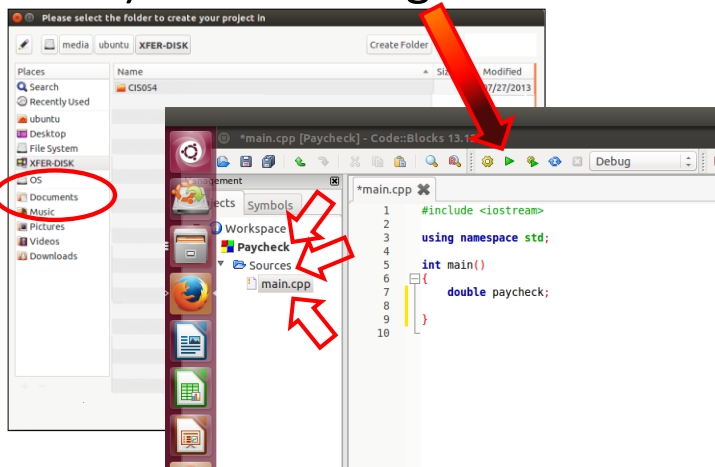 Please select the folder to create your project in
media ubuntu XFER-DISK Create Folder
Places Name Modified
Search CIS054 07/27/2013
Recently Used
ubuntu
Desktop
File System
XFER-DISK
OS
Documents
Music
Pictures
Videos
Downloads
*main.cpp [Paycheck] - Code::Blocks 13.12
Debug
*main.cpp
Symbols
Workspace
Paycheck
Sources
main.cpp
1 #include <iostream>
2
3 using namespace std;
4
5 int main()
6 {
7 double paycheck;
8
9 }
10